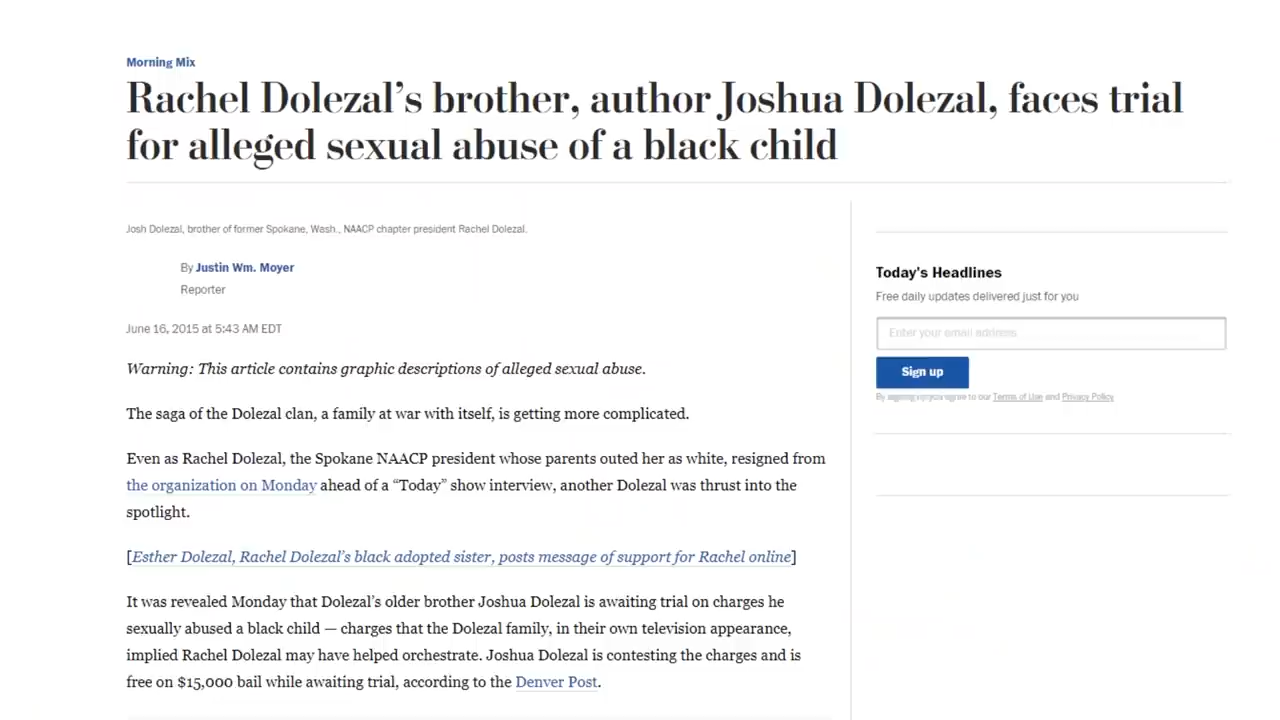 Morning Mix
Rachel Dolezal’s brother, author Joshua Dolezal, faces trial
for alleged sexual abuse of a black child
Josh Dolezal, brother of former Spokane, Wash., NAACP chapter president Rachel Dolezal.
By Justin Wm. Moyer
Reporter
June 16, 2015 at 5:43 AM EDT
Warning: This article contains graphic descriptions of alleged sexual abuse.
The saga of the Dolezal clan, a family at war with itself, is getting more complicated.
Even as Rachel Dolezal, the Spokane NAACP president whose parents outed her as white, resigned from
the organization on Monday ahead of a “Today” show interview, another Dolezal was thrust into the
spotlight.
[Esther Dolezal, Rachel Dolezal’s black adopted sister, posts message of support for Rachel online]
It was revealed Monday that Dolezal’s older brother Joshua Dolezal is awaiting trial on charges he
sexually abused a black child — charges that the Dolezal family, in their own television appearance,
implied Rachel Dolezal may have helped orchestrate. Joshua Dolezal is contesting the charges and is
free on $15,000 bail while awaiting trial, according to the Denver Post.
Today’s Headlines
Free daily updates delivered just for you
Enter your email address
Sign up
By agree to our Terms of Use and Privacy Policy